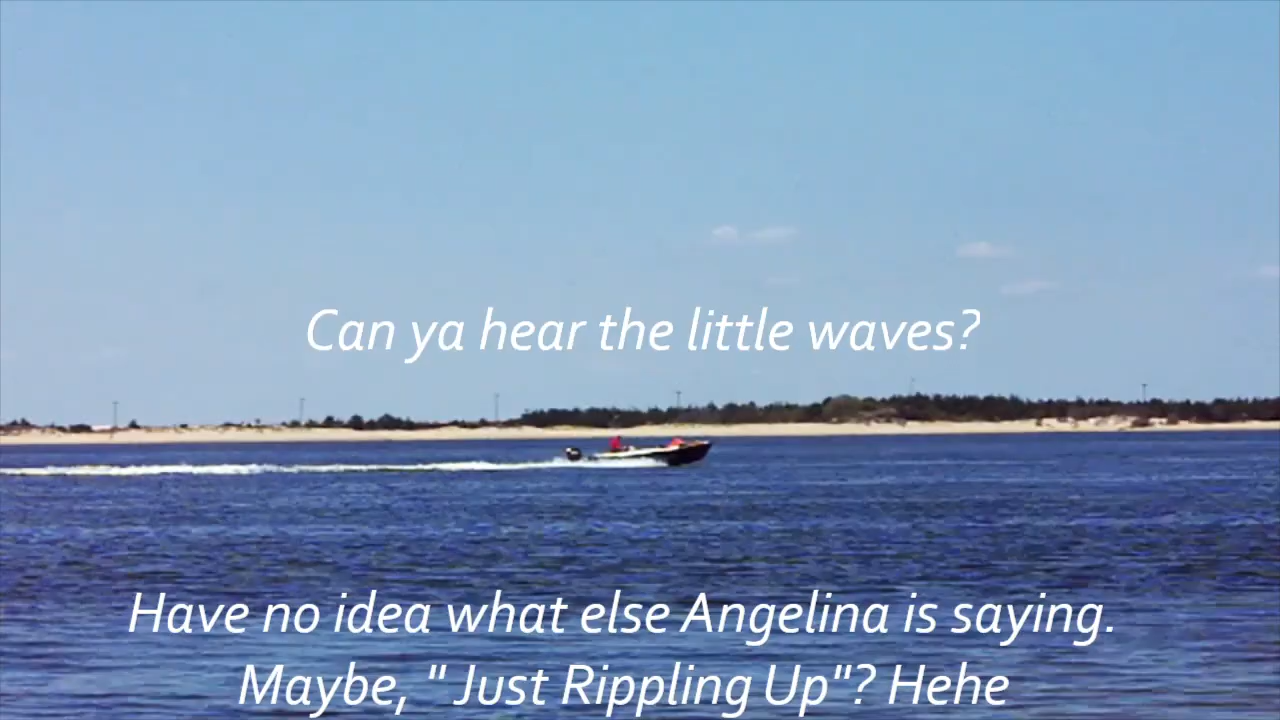 Can ya hear the little waves?
Have no idea what else Angelina is saying.
Maybe, "Just Rippling Up"? Hehe